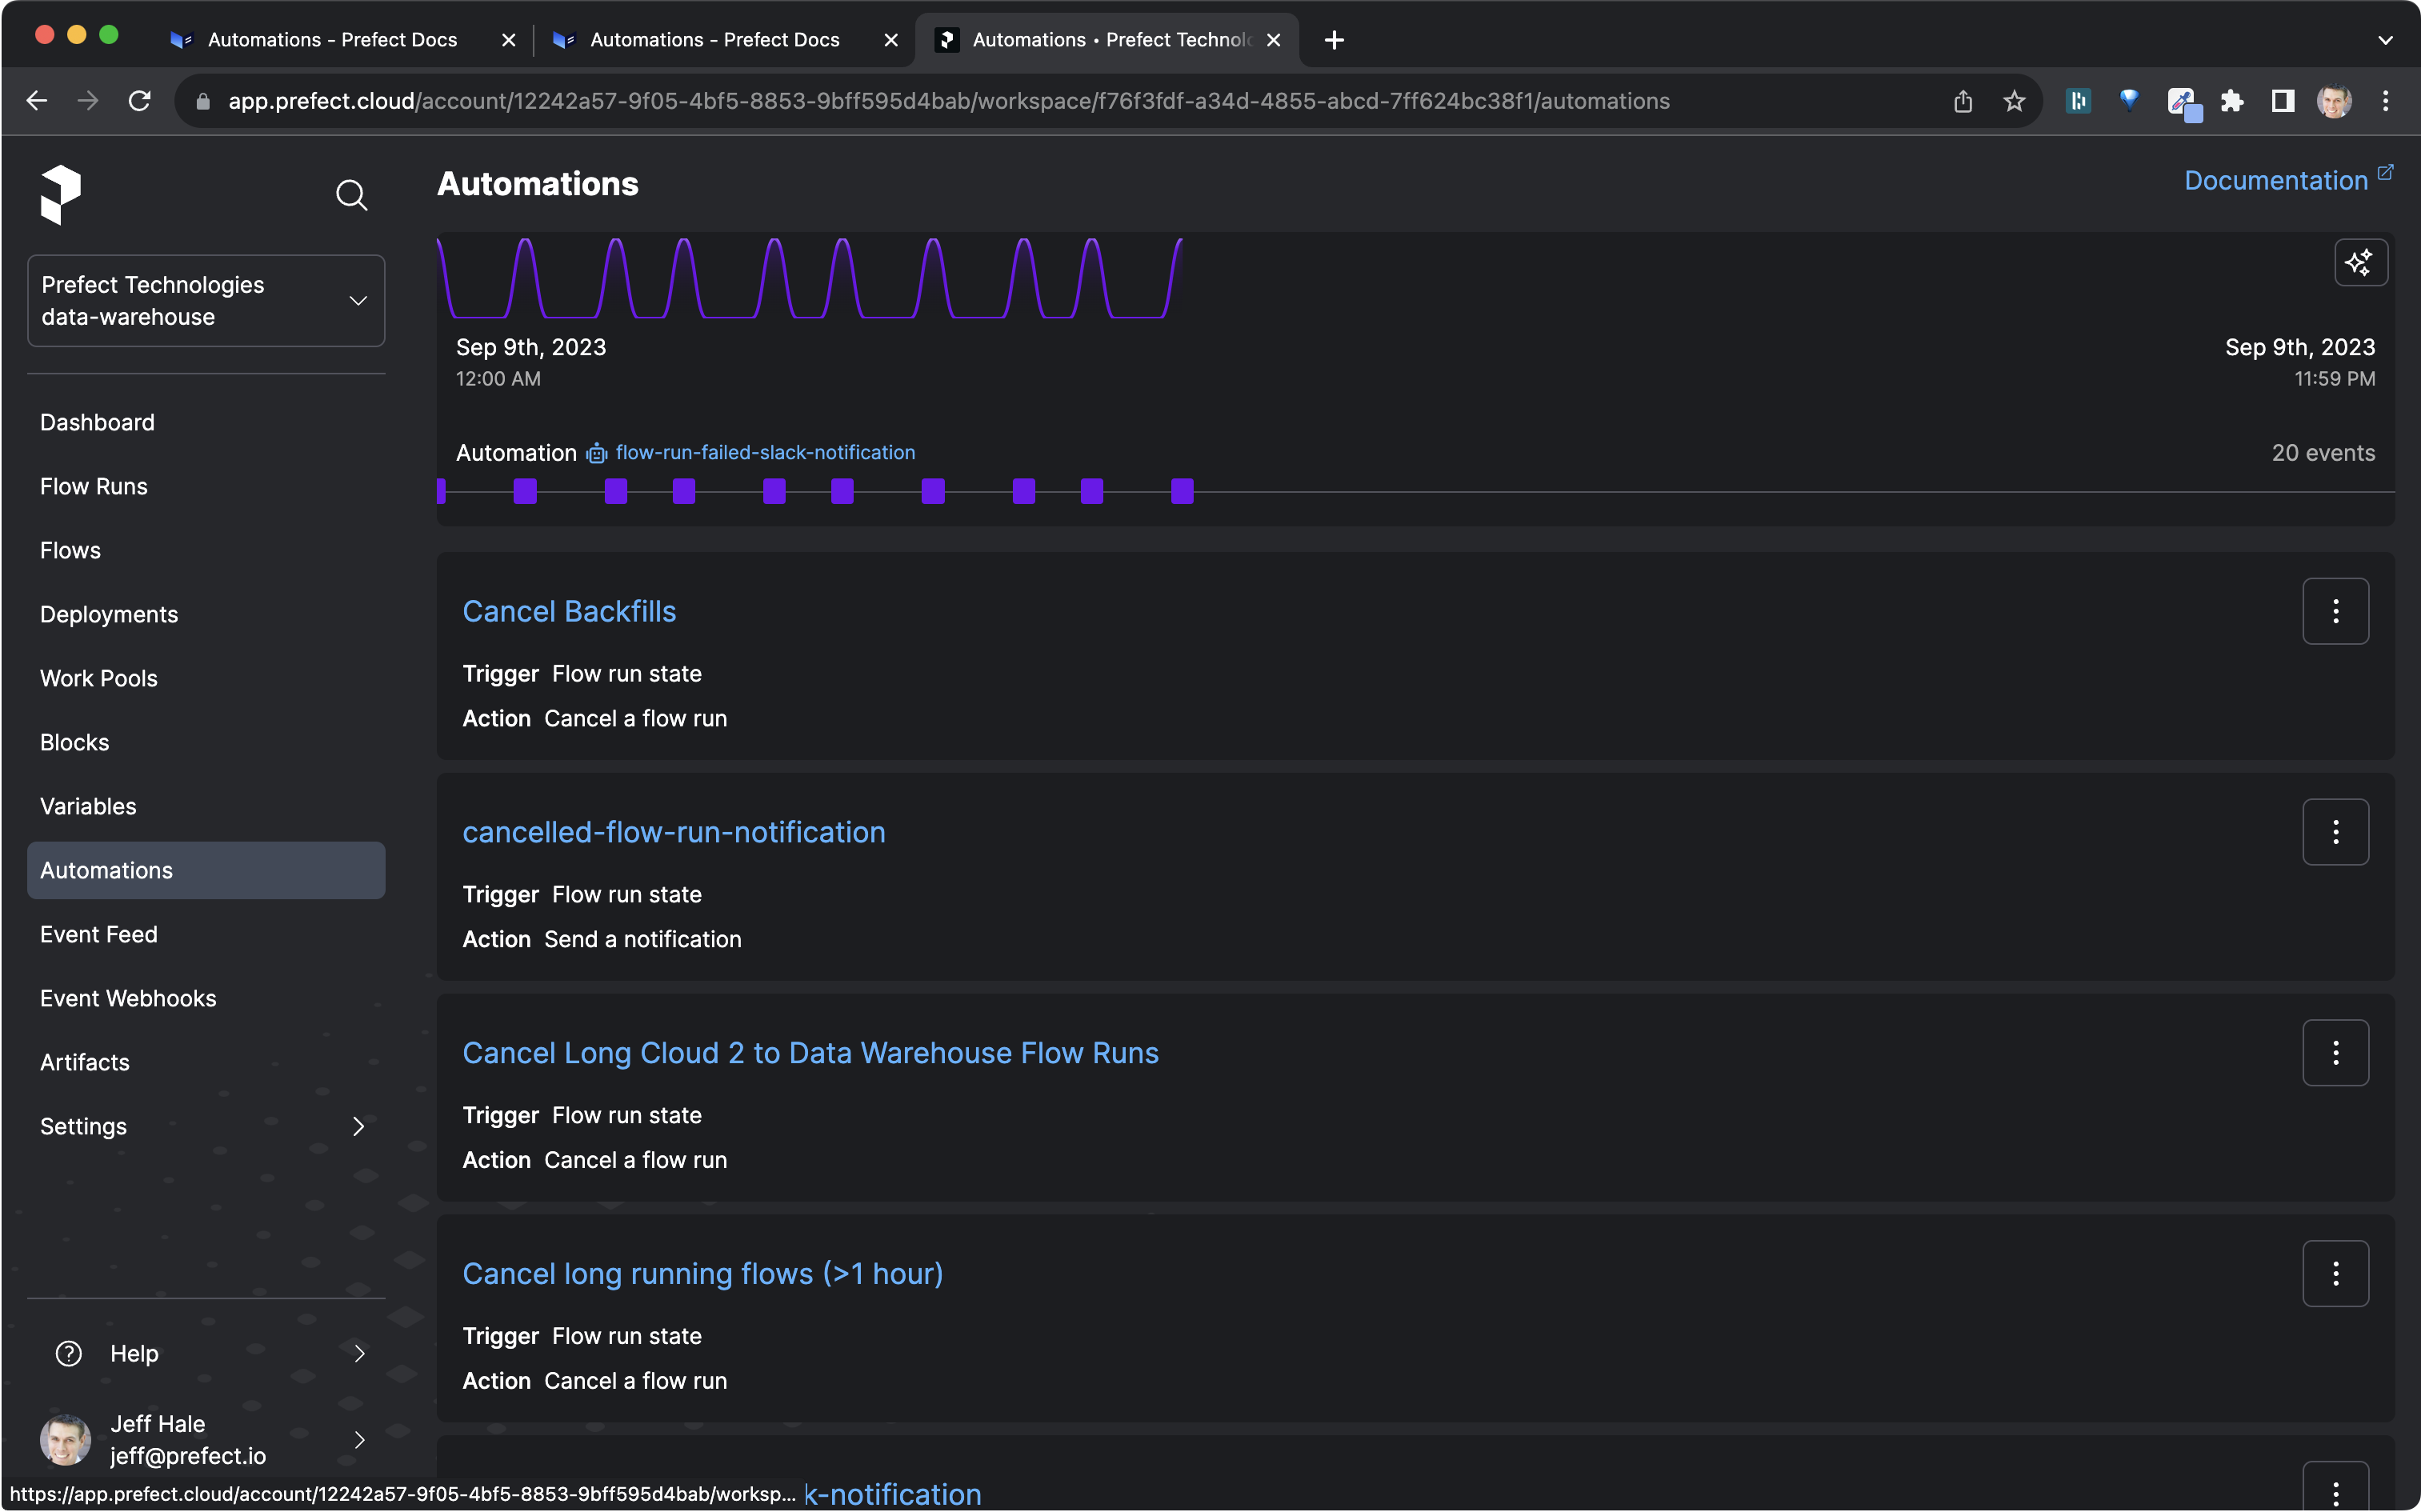 Automations – Prefect Docs
Automations – Prefect Docs
Automations • Prefect Technolo
app.prefect.cloud/account/12242a57-9f05-4bf5-8853-9bff595d4bab/workspace/f76f3fdf-a34d-4855-abcd-7ff624bc38f1/automations
Prefect Technologies
data-warehouse
Dashboard
Flow Runs
Flows
Deployments
Work Pools
Blocks
Variables
Automations
Event Feed
Event Webhooks
Artifacts
Settings
Help
Jeff Hale
jeff@prefect.io
Automations
Documentation
Sep 9th, 2023
12:00 AM
Sep 9th, 2023
11:59 PM
Automation flow-run-failed-slack-notification
20 events
Cancel Backfills
Trigger Flow run state
Action Cancel a flow run
cancelled-flow-run-notification
Trigger Flow run state
Action Send a notification
Cancel Long Cloud 2 to Data Warehouse Flow Runs
Trigger Flow run state
Action Cancel a flow run
Cancel long running flows (>1 hour)
Trigger Flow run state
Action Cancel a flow run
k-notification
https://app.prefect.cloud/account/12242a57-9f05-4bf5-8853-9bff595d4bab/worksp...